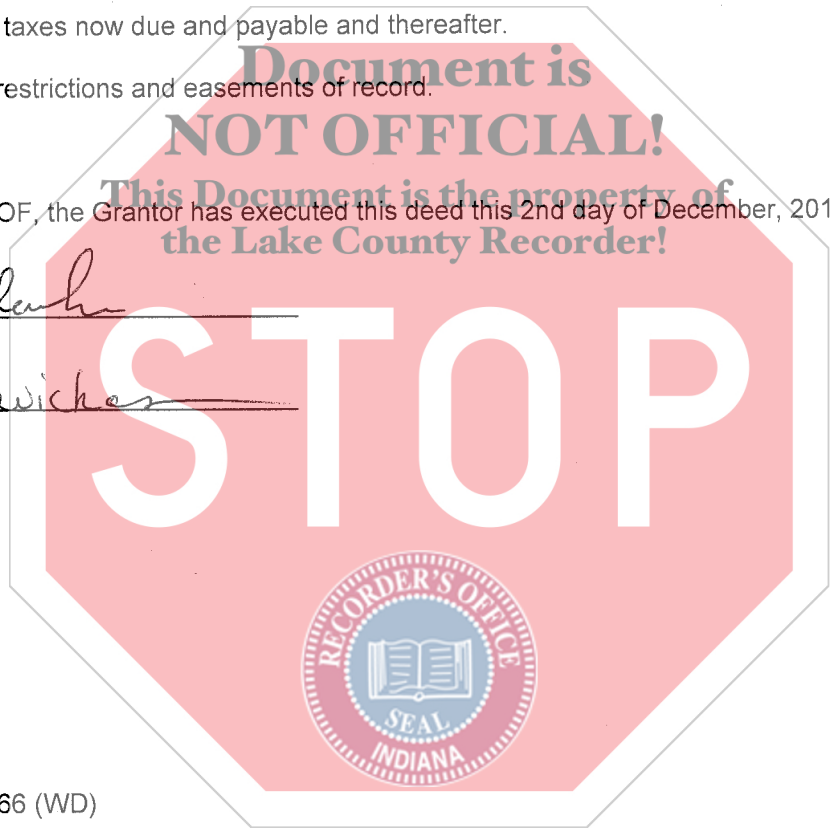 taxes now due and payable and thereafter.
Document is
restrictions and easements of record.
NOT OFFICIAL!
This Document is the property of
OF, the Grantor has executed this deed this 2nd day of December, 201
the Lake County Recorder!
STOP
RECORDER'S OFFICE
SEAL
INDIANA
66 (WD)